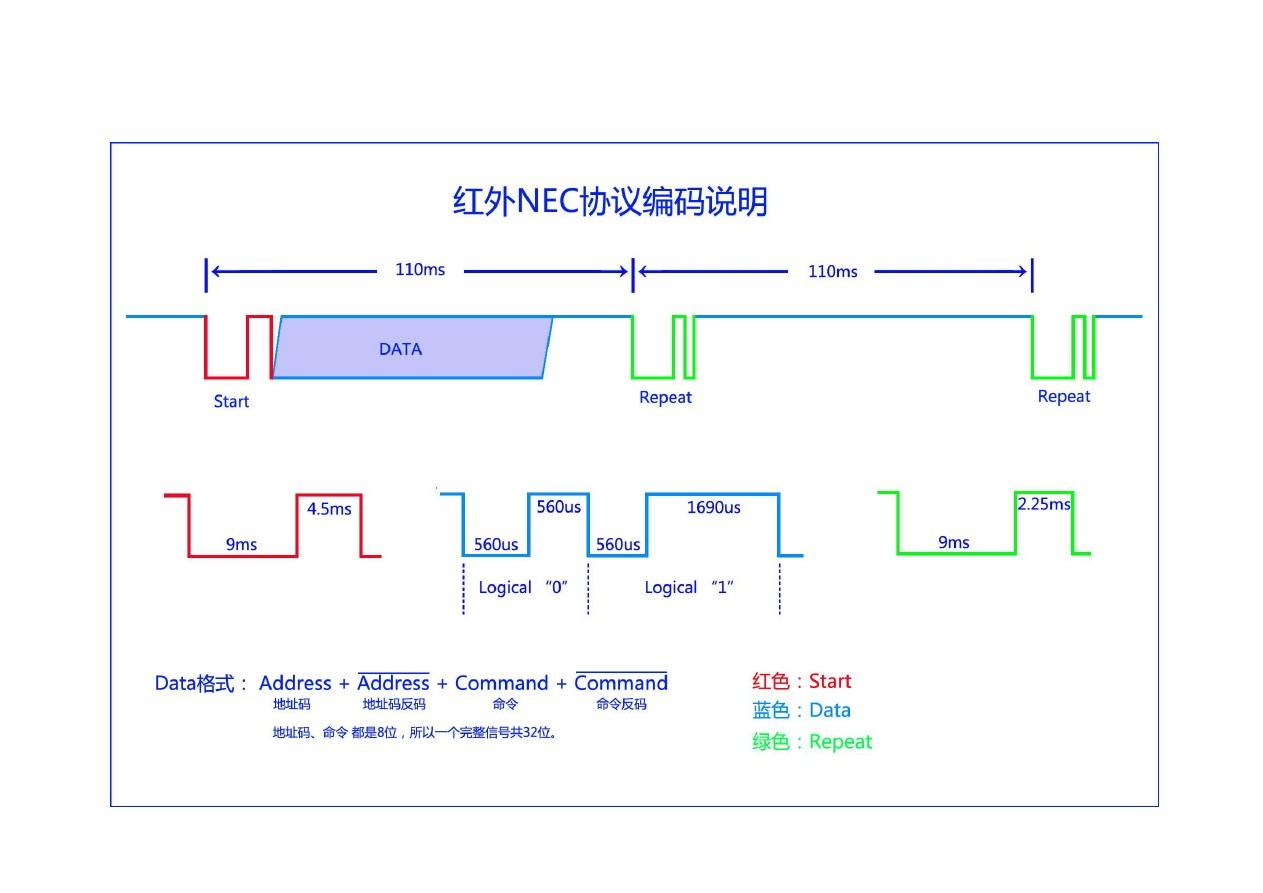 红外NEC协议编码说明
110ms 110ms
DATA
Start Repeat Repeat
4.5ms 560us 1690us 2.25ms
9ms 560us 560us 9ms
Logical “0” Logical “1”
Data格式： Address + Address + Command + Command
地址码 地址码反码 命令 命令反码
地址码、命令 都是8位，所以一个完整信号共32位。
红色：Start
蓝色：Data
绿色：Repeat